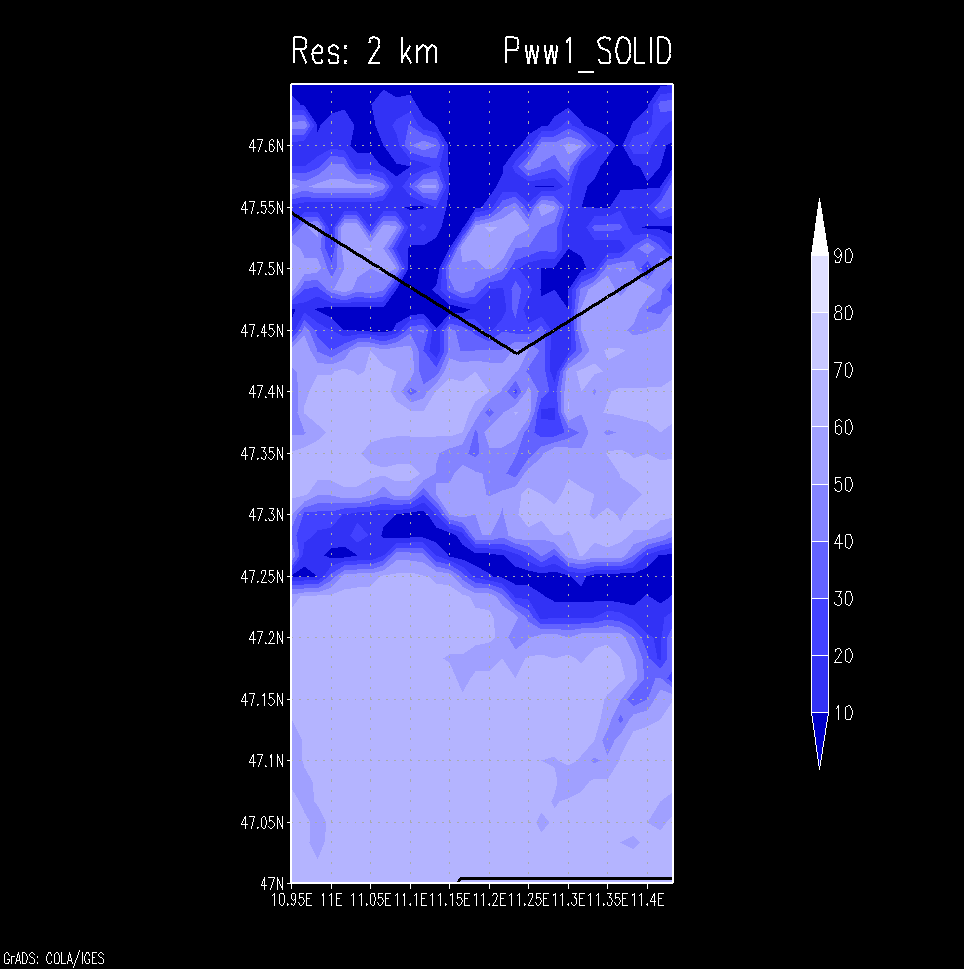 Res: 2 km Pww1_SOLID
47.6N
47.55N
47.5N
47.45N
47.4N
47.35N
47.3N
47.25N
47.2N
47.15N
47.1N
47.05N
47N
10.95E 11E 11.05E 11.1E 11.15E 11.2E 11.25E 11.3E 11.35E 11.4E
90
80
70
60
50
40
30
20
10
GrADS: COLA/IGES